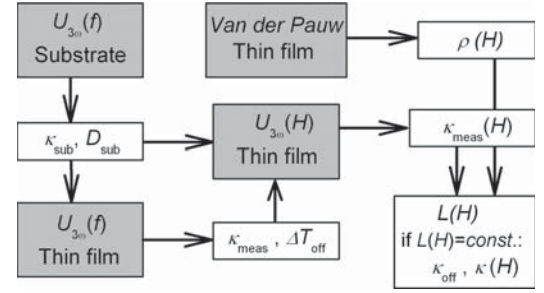 U₃ω(f)
Substrate
Van der Pauw
Thin film
ρ(H)
κsub, Dsub
U₃ω(H)
Thin film
κmeas(H)
U₃ω(f)
Thin film
κmeas , ΔToff
L(H)
if L(H)=const.:
κoff , κ(H)